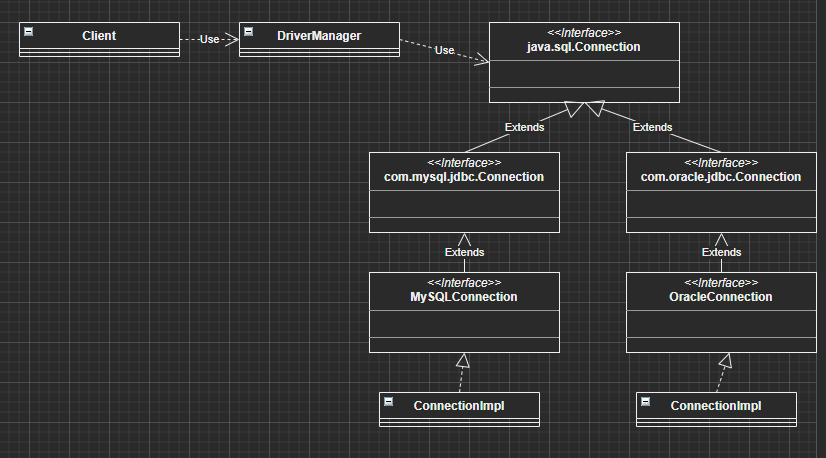 Client
Use
DriverManager
Use
<<Interface>>
java.sql.Connection
Extends
Extends
<<Interface>>
com.mysql.jdbc.Connection
<<Interface>>
com.oracle.jdbc.Connection
Extends
Extends
<<Interface>>
MySQLConnection
<<Interface>>
OracleConnection
ConnectionImpl
ConnectionImpl